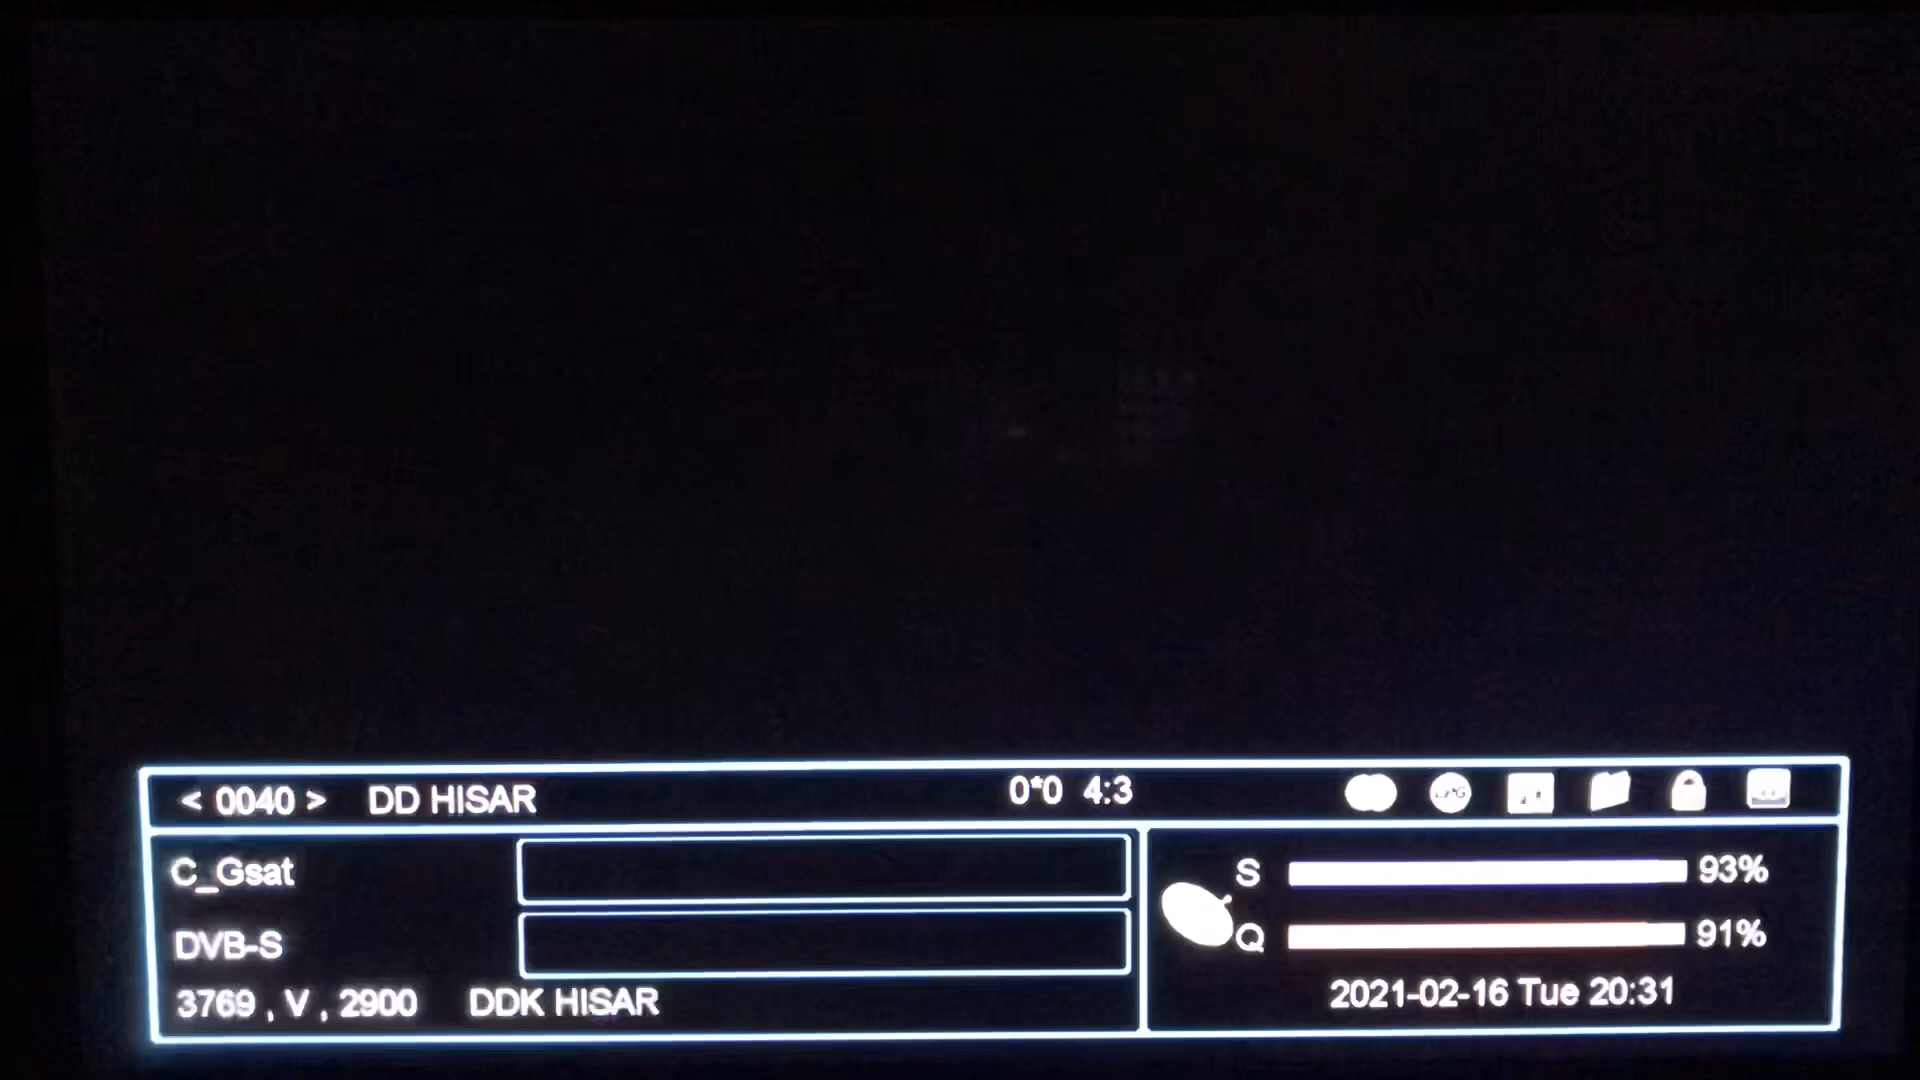 < 0040 > DD HISAR 0*0 4:3
C_Gsat
DVB-S
3769 , V , 2900 DDK HISAR
S 93%
Q 91%
2021-02-16 Tue 20:31